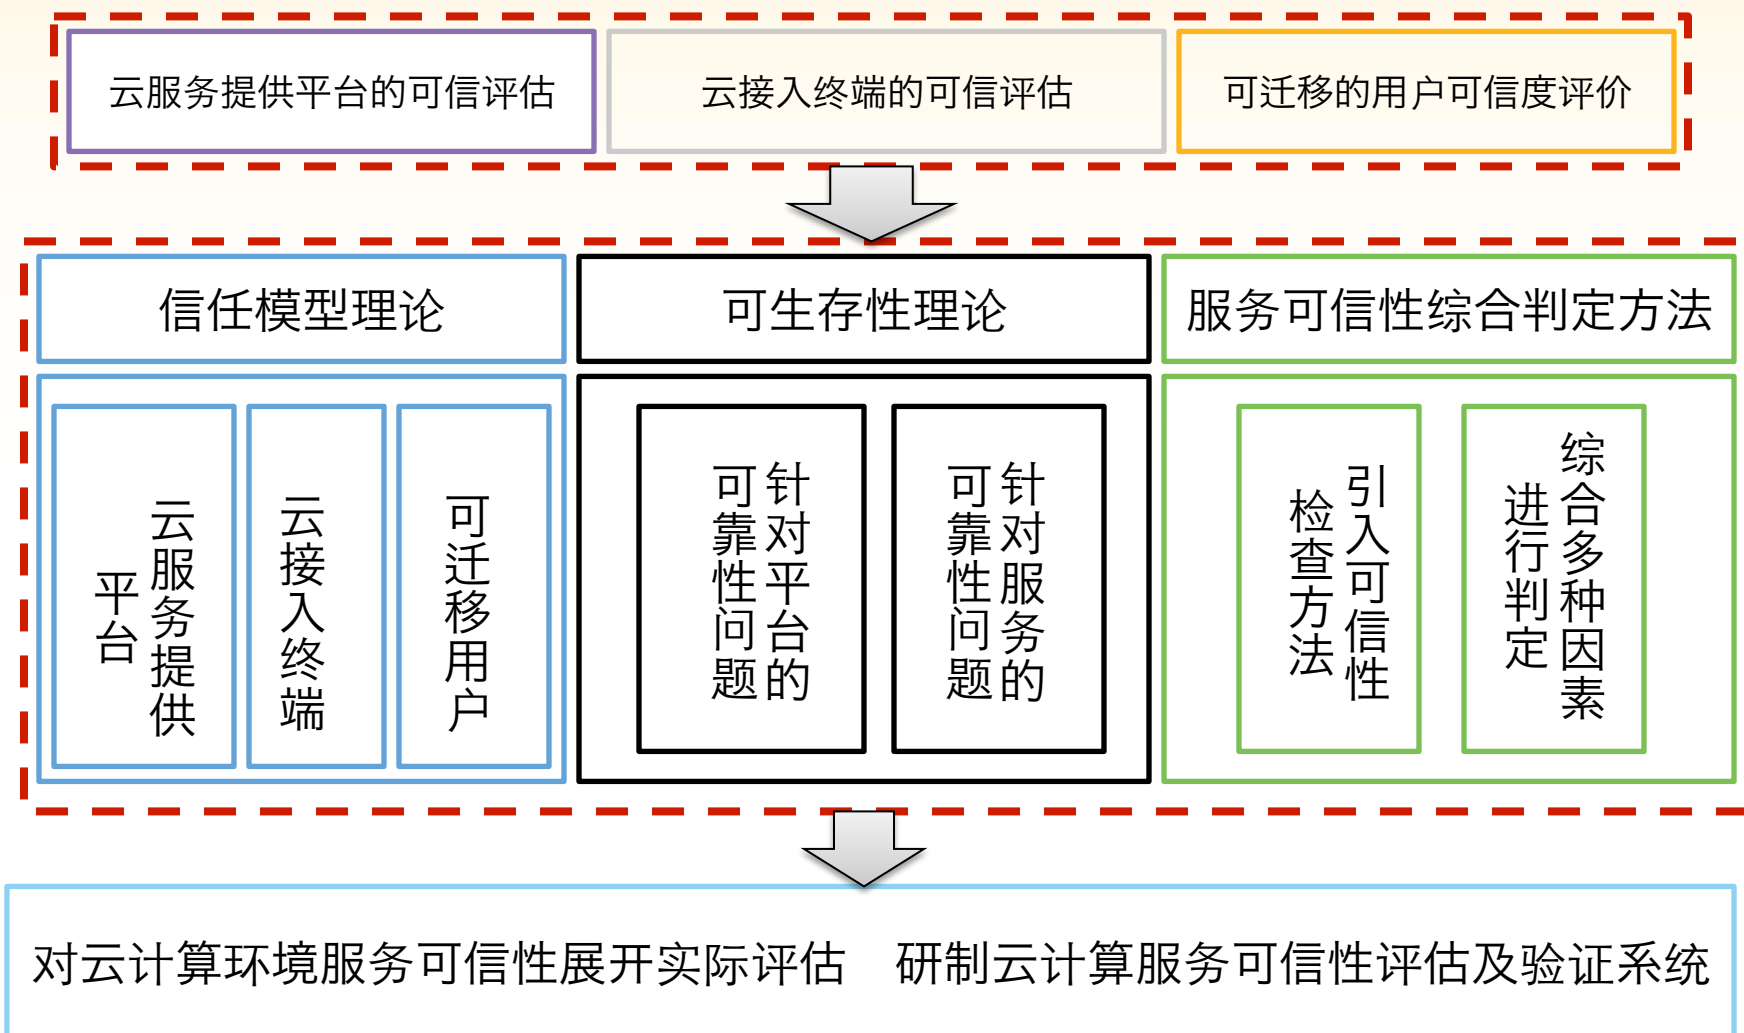 云服务提供平台的可信评估
云接入终端的可信评估
可迁移的用户可信度评价
信任模型理论
可生存性理论
服务可信性综合判定方法
云服务提供
平台
云接入终端
可迁移用户
针对平台的
可靠性问题
针对服务的
可靠性问题
引入可信性
检查方法
综合多种因素
进行判定
对云计算环境服务可信性展开实际评估 研制云计算服务可信性评估及验证系统